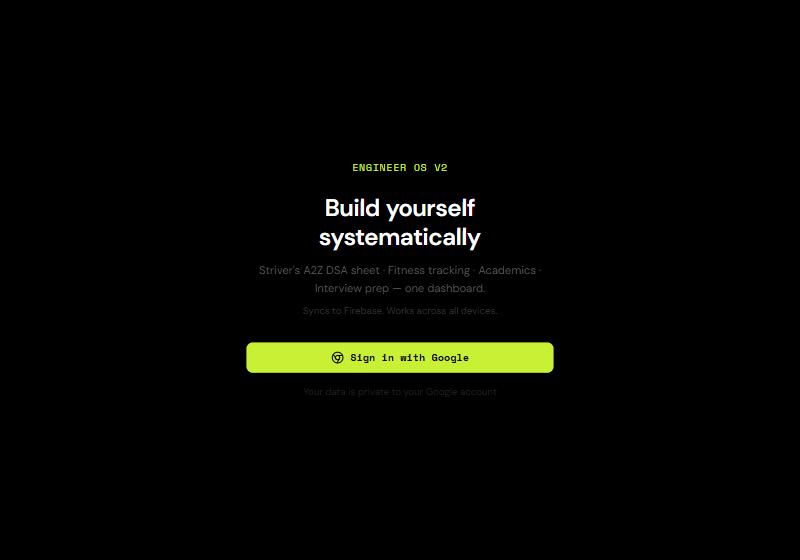 ENGINEER OS V2
Build yourself
systematically
Striver's A2Z DSA sheet · Fitness tracking · Academics ·
Interview prep — one dashboard.
Syncs to Firebase. Works across all devices.
Sign in with Google
Your data is private to your Google account